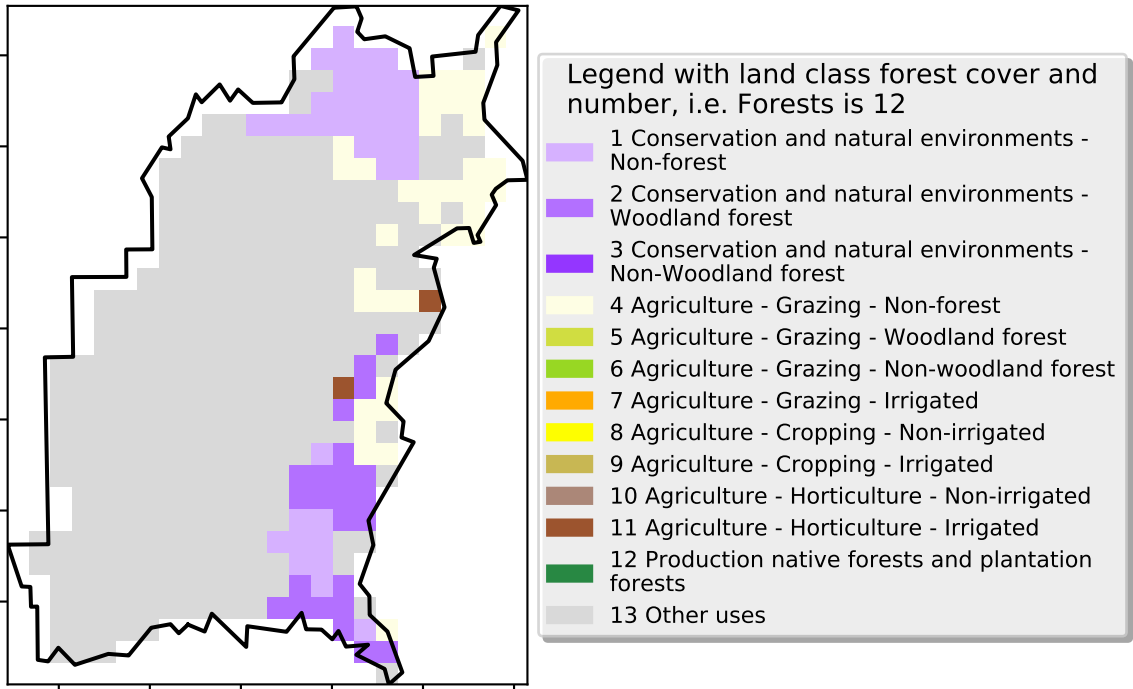 Legend with land class forest cover and
number, i.e. Forests is 12
1 Conservation and natural environments -
Non-forest
2 Conservation and natural environments -
Woodland forest
3 Conservation and natural environments -
Non-Woodland forest
4 Agriculture - Grazing - Non-forest
5 Agriculture - Grazing - Woodland forest
6 Agriculture - Grazing - Non-woodland forest
7 Agriculture - Grazing - Irrigated
8 Agriculture - Cropping - Non-irrigated
9 Agriculture - Cropping - Irrigated
10 Agriculture - Horticulture - Non-irrigated
11 Agriculture - Horticulture - Irrigated
12 Production native forests and plantation
forests
13 Other uses